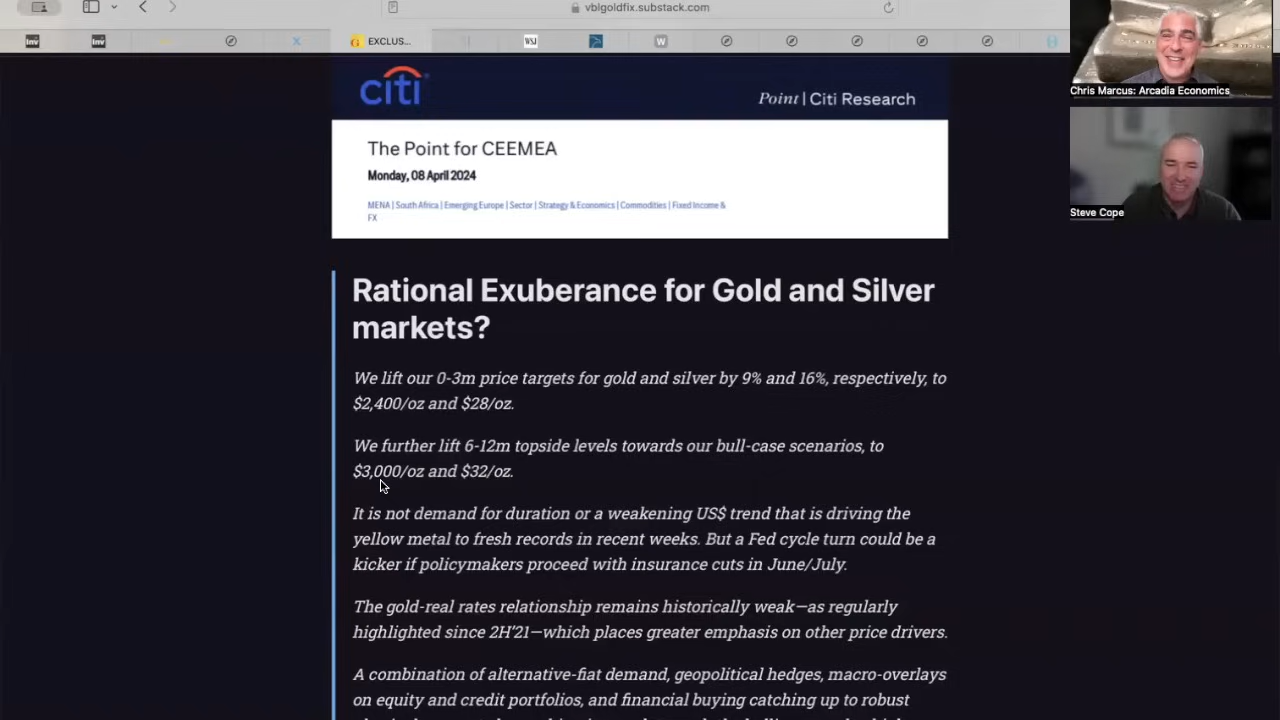 vblgoldfix.substack.com
EXCLUS...
WSJ
W
citi
Point | Citi Research
The Point for CEEMEA
Monday, 08 April 2024
MENA | South Africa | Emerging Europe | Sector | Strategy & Economics | Commodities | Fixed Income &
FX
Rational Exuberance for Gold and Silver
markets?
We lift our 0-3m price targets for gold and silver by 9% and 16%, respectively, to
$2,400/oz and $28/oz.
We further lift 6-12m topside levels towards our bull-case scenarios, to
$3,000/oz and $32/oz.
It is not demand for duration or a weakening US$ trend that is driving the
yellow metal to fresh records in recent weeks. But a Fed cycle turn could be a
kicker if policymakers proceed with insurance cuts in June/July.
The gold-real rates relationship remains historically weak—as regularly
highlighted since 2H'21—which places greater emphasis on other price drivers.
A combination of alternative-fiat demand, geopolitical hedges, macro-overlays
on equity and credit portfolios, and financial buying catching up to robust
Chris Marcus: Arcadia Economics
Steve Cope